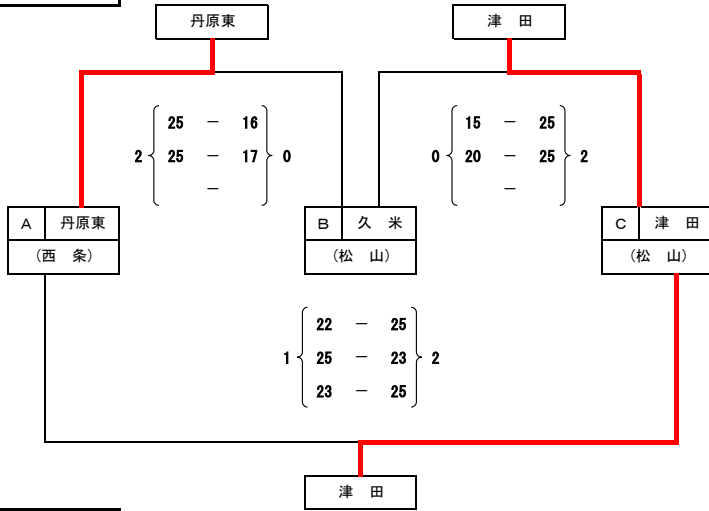 丹原東 津 田
25 － 16 15 － 25
2 25 － 17 0 0 20 － 25 2
－ －
A 丹原東 B 久 米 C 津 田
（西 条） （松 山） （松 山）
22 － 25
1 25 － 23 2
23 － 25
津 田